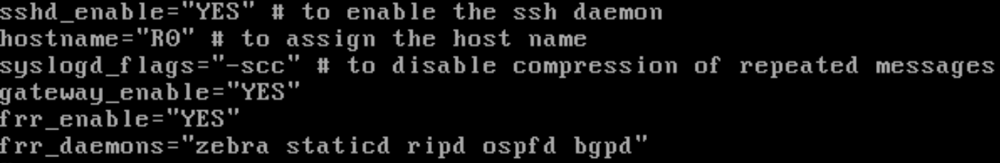 sshd_enable="YES" # to enable the ssh daemon
hostname="R0" # to assign the host name
syslogd_flags="-scc" # to disable compression of repeated messages
gateway_enable="YES"
frr_enable="YES"
frr_daemons="zebra staticd ripd ospfd bgpd"